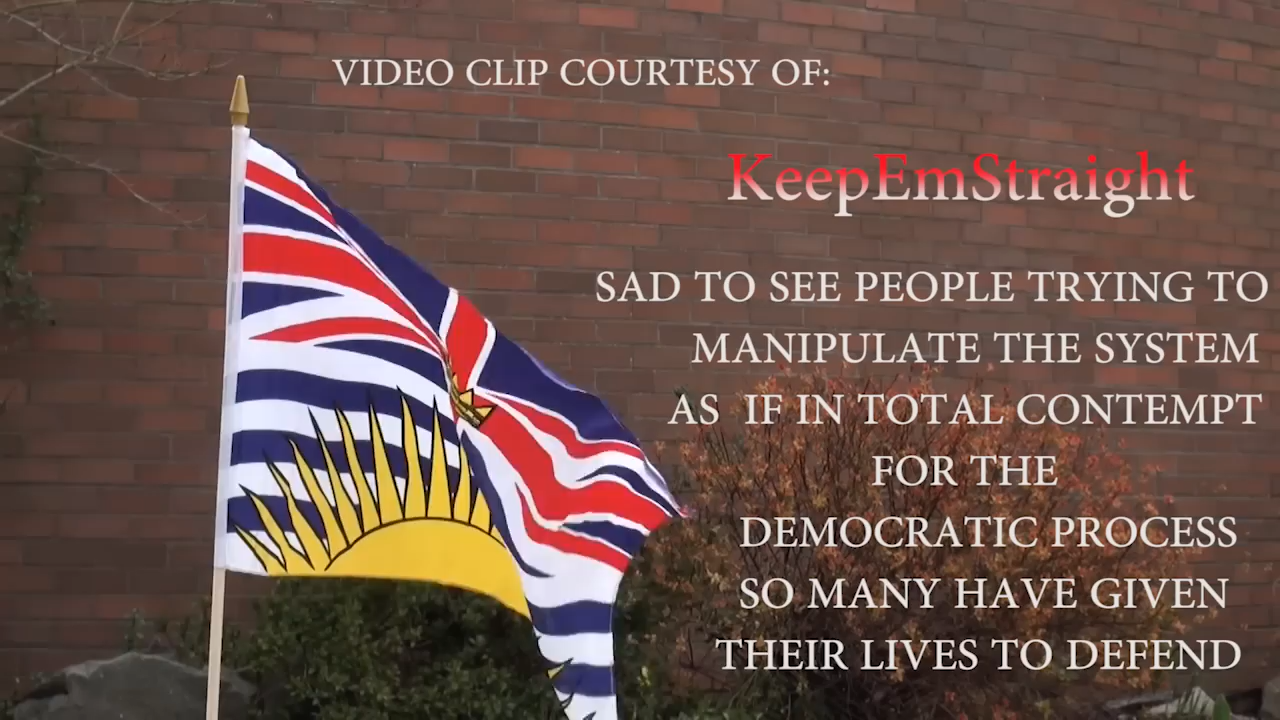 VIDEO CLIP COURTESY OF:
KeepEmStraight
SAD TO SEE PEOPLE TRYING TO
MANIPULATE THE SYSTEM
AS IF IN TOTAL CONTEMPT
FOR THE
DEMOCRATIC PROCESS
SO MANY HAVE GIVEN
THEIR LIVES TO DEFEND